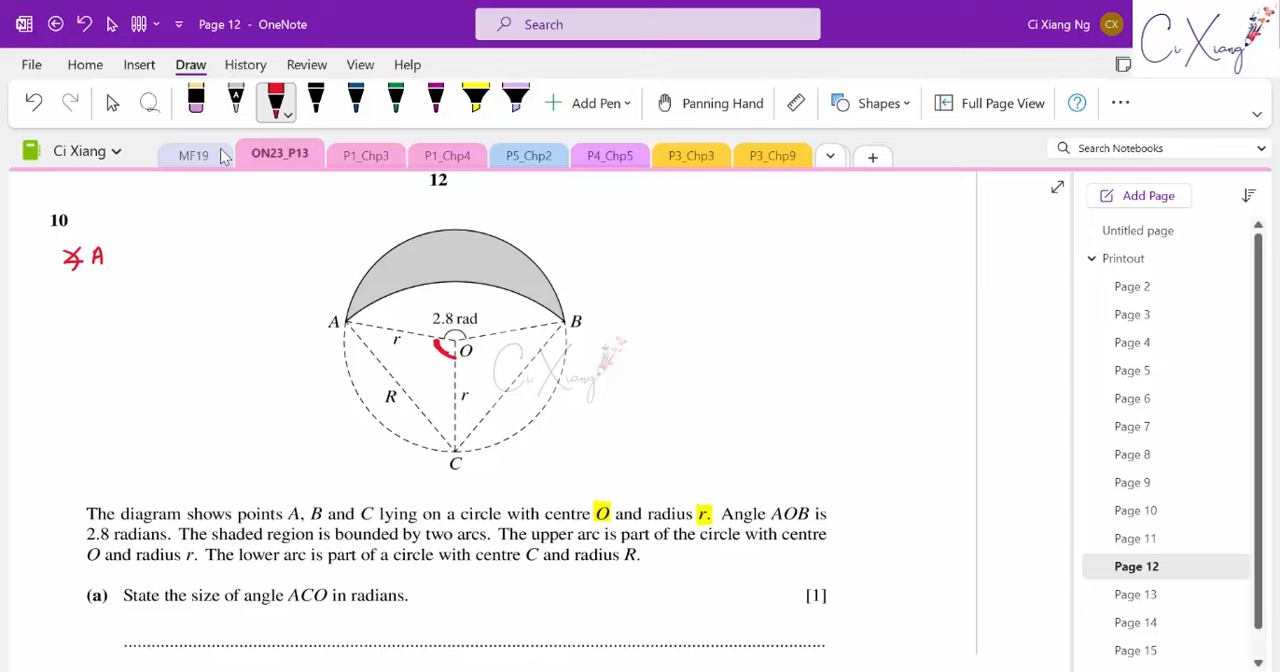 Page 12 - OneNote
Search
Ci Xiang Ng
CX
Ci Xiang
File Home Insert Draw History Review View Help
A
Add Pen
Panning Hand
Shapes
Full Page View
Ci Xiang
MF19
ON23_P13
P1_Chp3
P1_Chp4
P5_Chp2
P4_Chp5
P3_Chp3
P3_Chp9
Search Notebooks
12
10
∡ A
A
2.8 rad
B
r
O
R
r
C
Ci Xiang
The diagram shows points A, B and C lying on a circle with centre O and radius r. Angle AOB is
2.8 radians. The shaded region is bounded by two arcs. The upper arc is part of the circle with centre
O and radius r. The lower arc is part of a circle with centre C and radius R.
(a) State the size of angle ACO in radians. [1]
Add Page
Untitled page
Printout
Page 2
Page 3
Page 4
Page 5
Page 6
Page 7
Page 8
Page 9
Page 10
Page 11
Page 12
Page 13
Page 14
Page 15